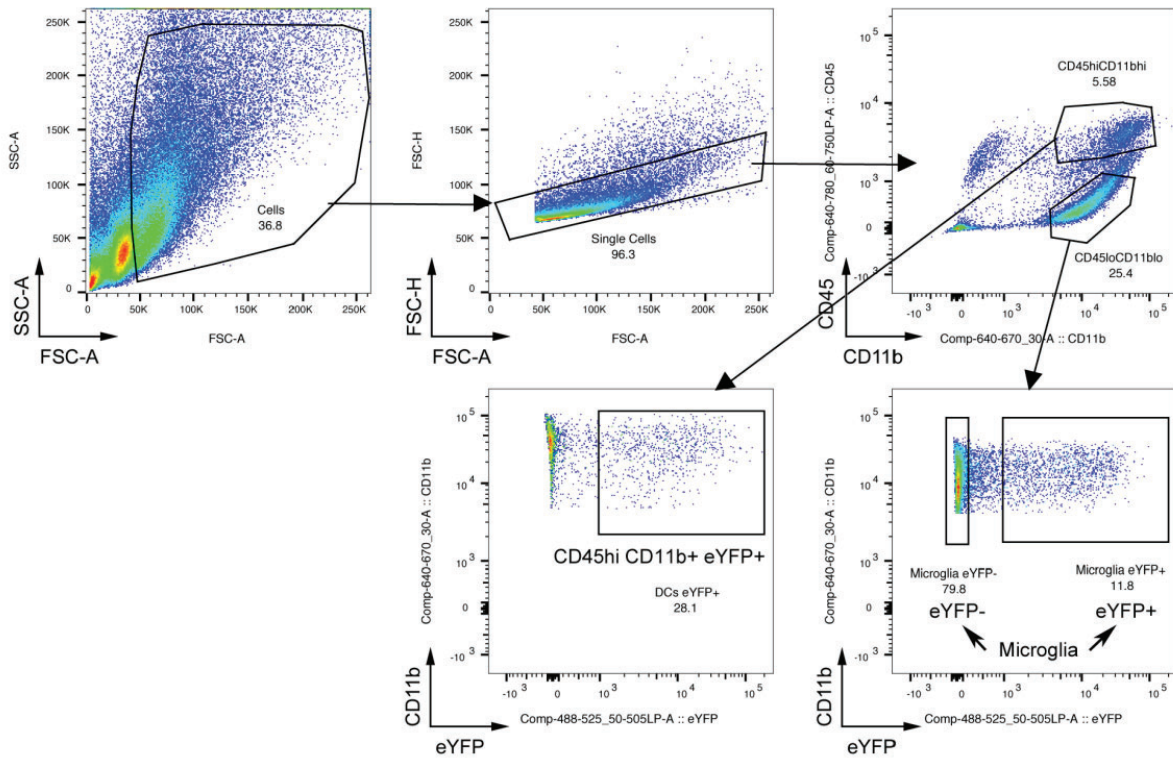 250K
200K
150K
100K
50K
0
SSC-A
Cells
36.8
0
50K
100K
150K
200K
250K
FSC-A
SSC-A
FSC-A
250K
200K
150K
100K
50K
0
FSC-H
Single Cells
96.3
0
50K
100K
150K
200K
250K
FSC-A
FSC-H
FSC-A
10 5
10 4
10 3
0
-10 3
Comp-640-780_60-750LP-A :: CD45
CD45hiCD11bhi
5.58
CD45loCD11blo
25.4
0
10 3
10 4
10 5
Comp-640-670_30-A :: CD11b
CD45
CD11b
10 5
10 4
10 3
0
-10 3
Comp-640-670_30-A :: CD11b
CD45hi CD11b+ eYFP+
DCs eYFP+
28.1
-10 3
0
10 3
10 4
10 5
Comp-488-525_50-505LP-A :: eYFP
CD11b
eYFP
10 5
10 4
10 3
0
-10 3
Comp-640-670_30-A :: CD11b
Microglia eYFP-
79.8
Microglia eYFP+
11.8
eYFP-
eYFP+
Microglia
-10 3
0
10 3
10 4
10 5
Comp-488-525_50-505LP-A :: eYFP
CD11b
eYFP